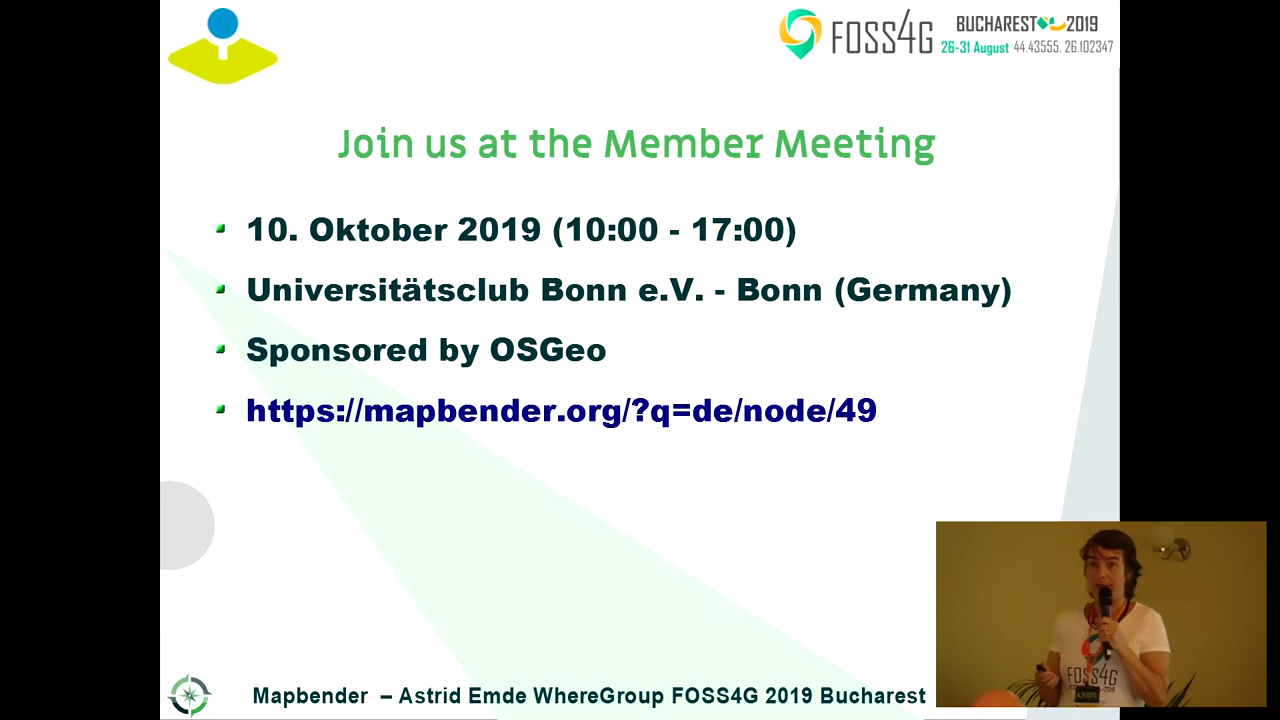 FOSS4G
BUCHAREST 2019
26-31 August 44.43555, 26.102347
Join us at the Member Meeting
10. Oktober 2019 (10:00 - 17:00)
Universitätsclub Bonn e.V. - Bonn (Germany)
Sponsored by OSGeo
https://mapbender.org/?q=de/node/49
Mapbender – Astrid Emde WhereGroup FOSS4G 2019 Bucharest
FOSS4G